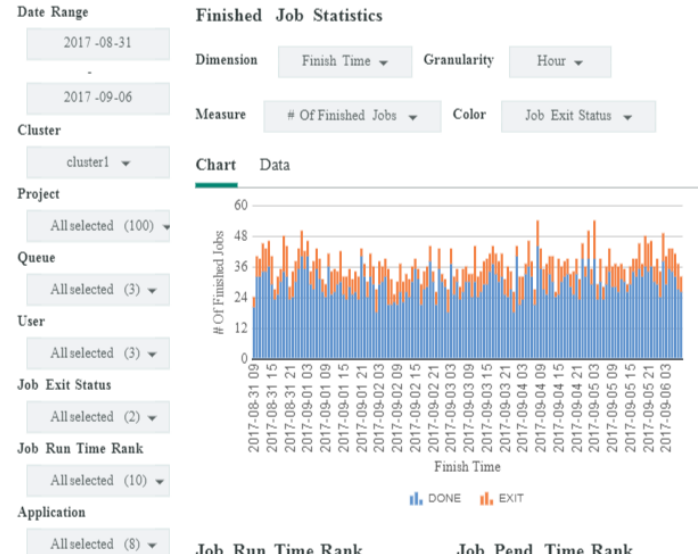 Date Range
2017 -08-31
-
2017 -09-06
Cluster
cluster1
Project
All selected (100)
Queue
All selected (3)
User
All selected (3)
Job Exit Status
All selected (2)
Job Run Time Rank
All selected (10)
Application
All selected (8)
Finished Job Statistics
Dimension Finish Time Granularity Hour
Measure # Of Finished Jobs Color Job Exit Status
Chart Data
# Of Finished Jobs
60
48
36
24
12
0
2017-08-31 09
2017-08-31 15
2017-08-31 21
2017-09-01 03
2017-09-01 09
2017-09-01 15
2017-09-01 21
2017-09-02 03
2017-09-02 09
2017-09-02 15
2017-09-02 21
2017-09-03 03
2017-09-03 09
2017-09-03 15
2017-09-03 21
2017-09-04 03
2017-09-04 09
2017-09-04 15
2017-09-04 21
2017-09-05 03
2017-09-05 09
2017-09-05 15
2017-09-05 21
2017-09-06 03
Finish Time
DONE EXIT
Job Run Time Rank Job Pend Time Rank